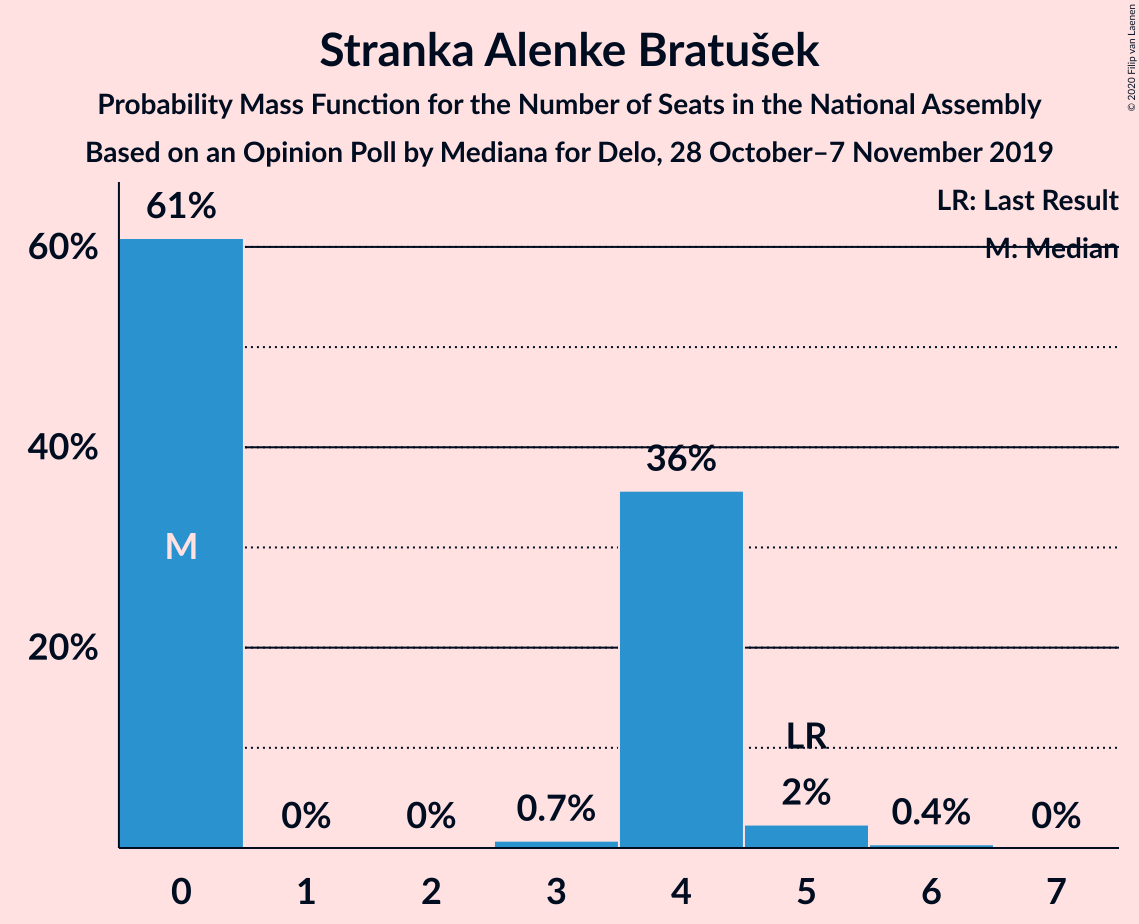 © 2020 Filip van Laenen
Stranka Alenke Bratušek
Probability Mass Function for the Number of Seats in the National Assembly
Based on an Opinion Poll by Mediana for Delo, 28 October–7 November 2019
LR: Last Result
M: Median
61%
60%
40%
36%
M
20%
LR
2%
0%
0%
0.7%
0.4%
0%
0 1 2 3 4 5 6 7